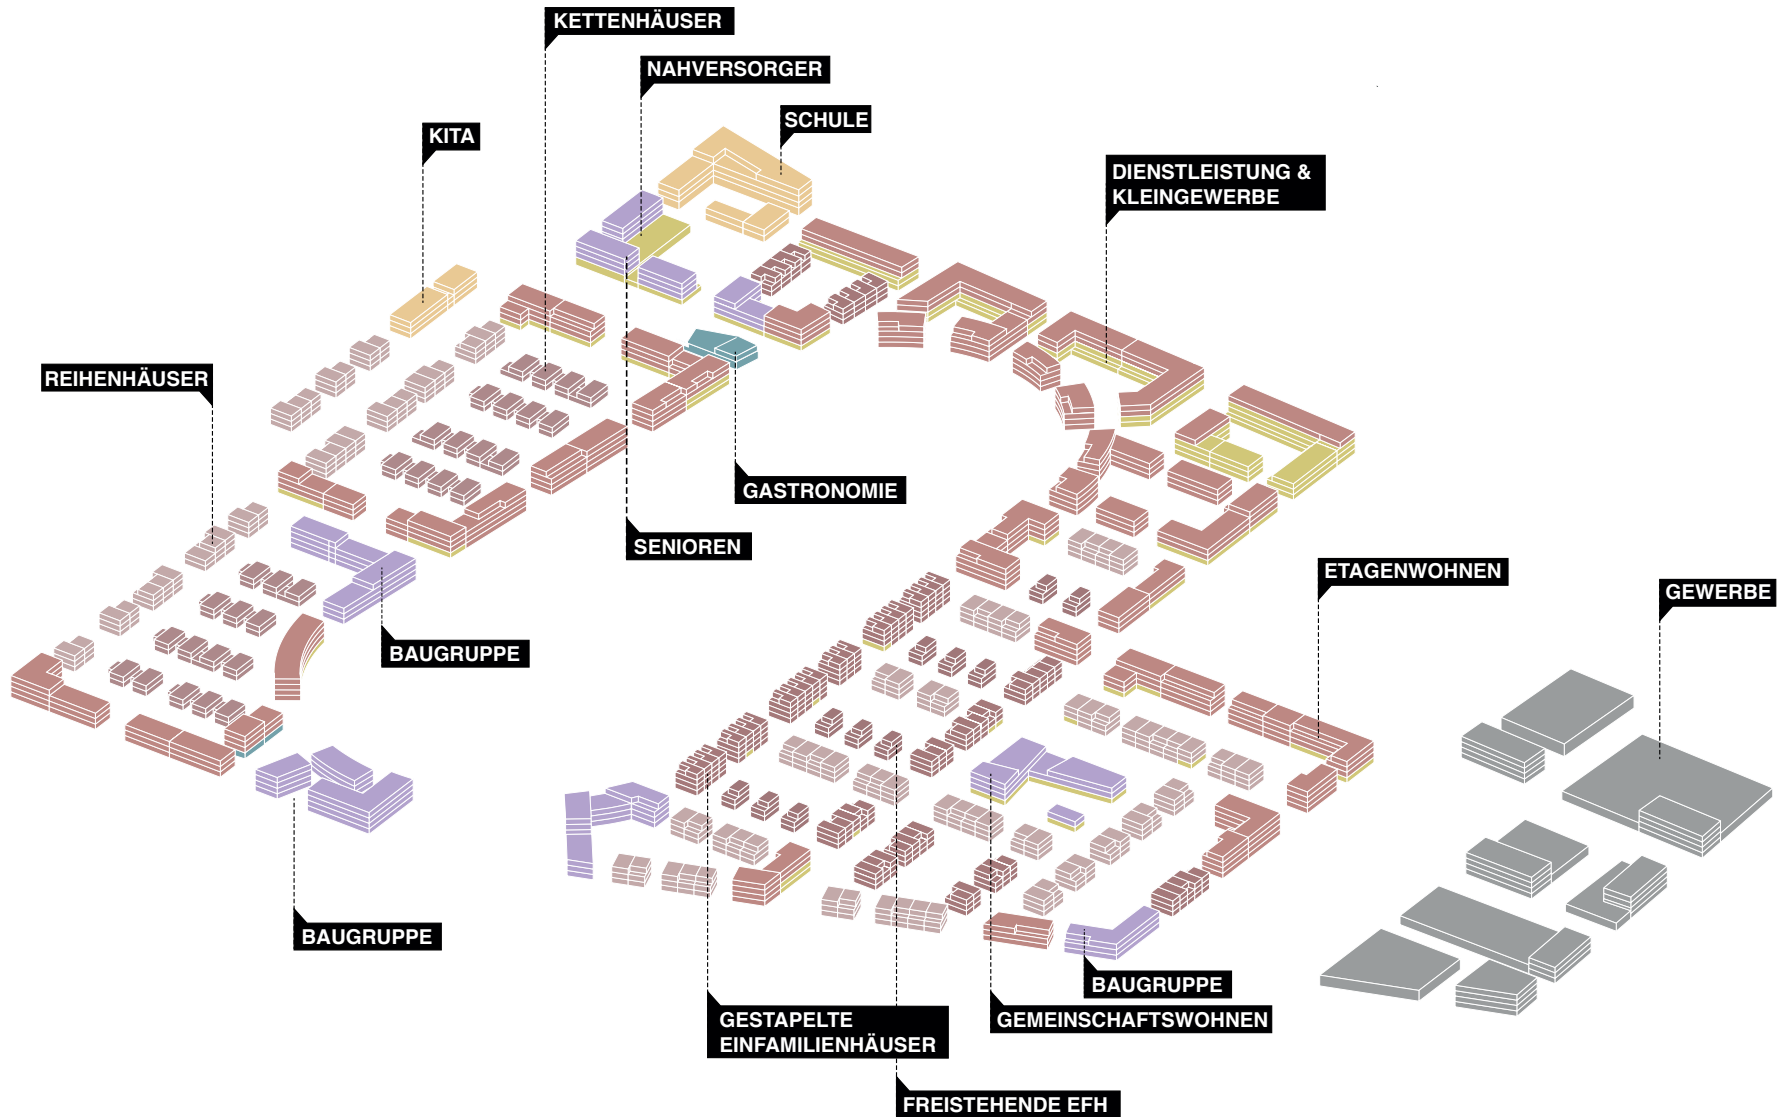 KETTENHÄUSER
NAHVERSORGER
SCHULE
KITA
DIENSTLEISTUNG &
KLEINGEWERBE
REIHENHÄUSER
GASTRONOMIE
SENIOREN
ETAGENWOHNEN
GEWERBE
BAUGRUPPE
BAUGRUPPE
BAUGRUPPE
GESTAPELTE
EINFAMILIENHÄUSER
GEMEINSCHAFTSWOHNEN
FREISTEHENDE EFH